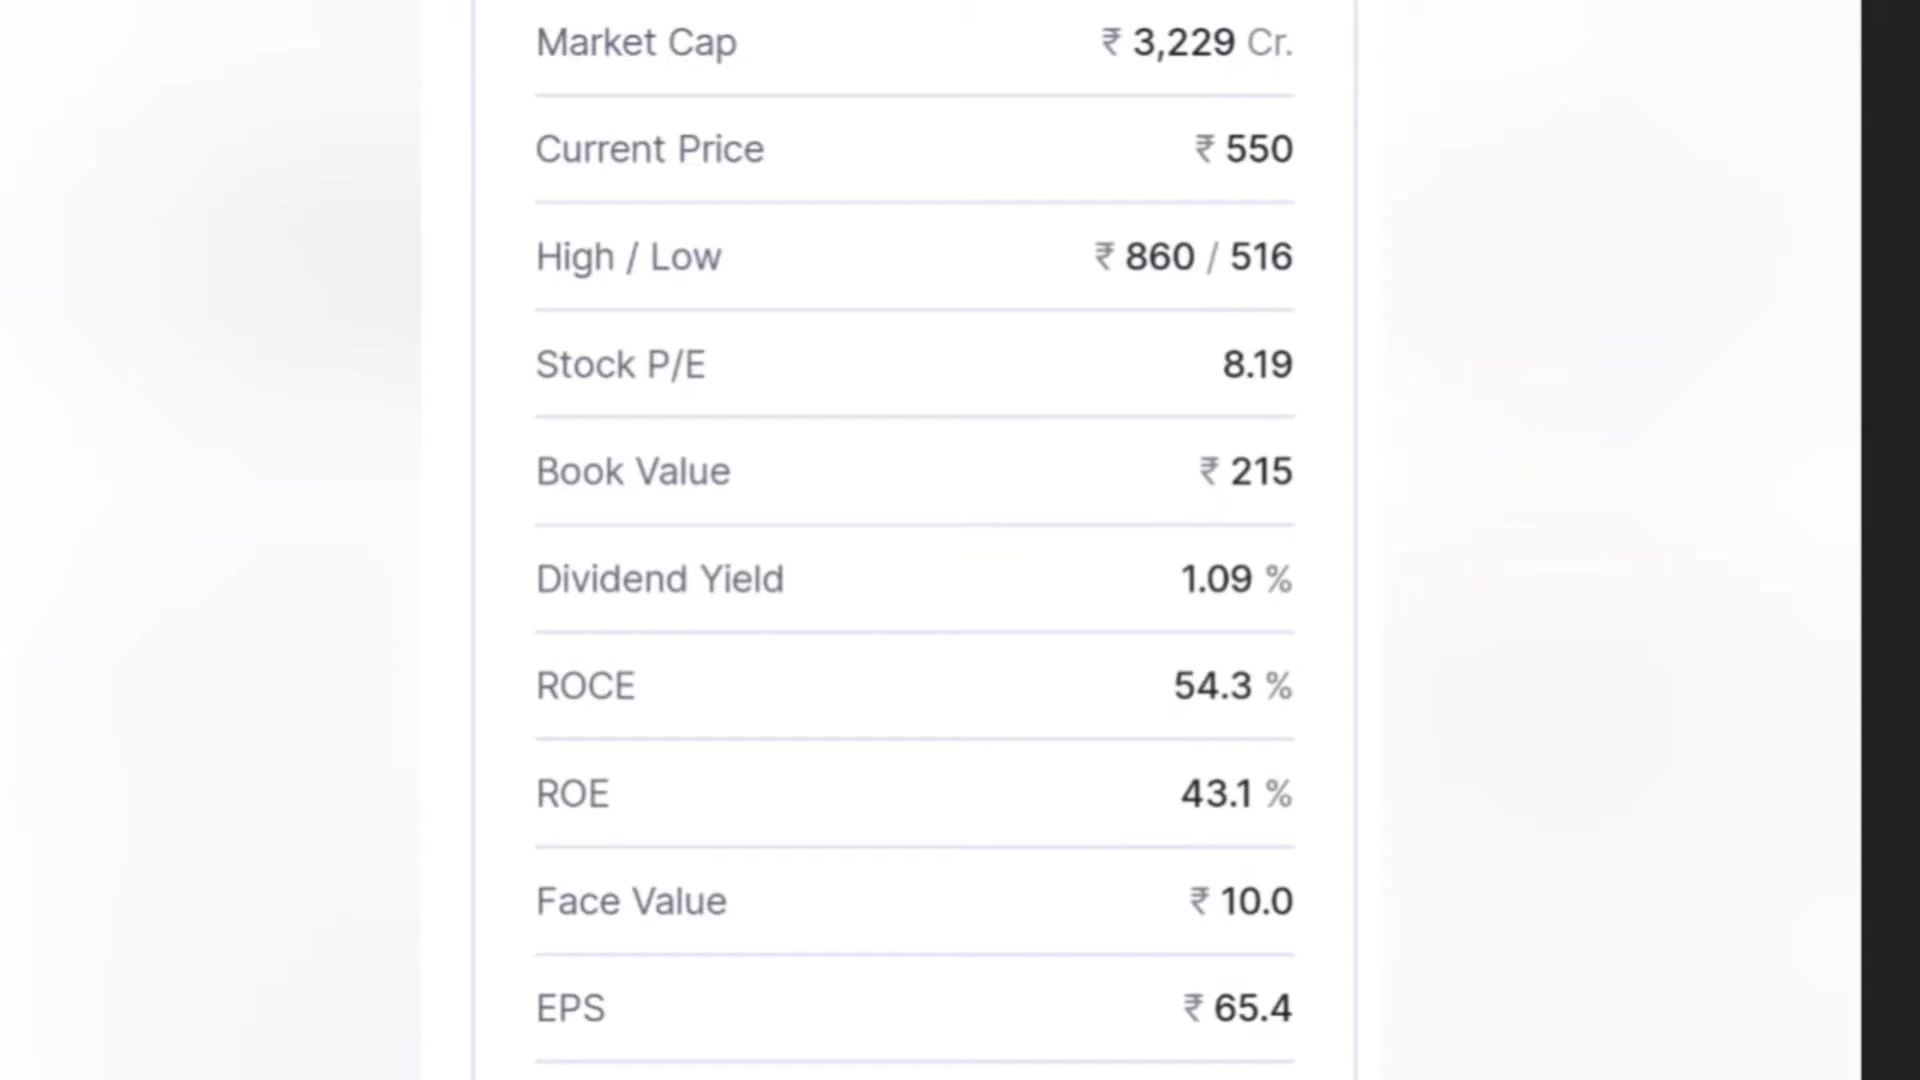 Market Cap ₹ 3,229 Cr.
Current Price ₹ 550
High / Low ₹ 860 / 516
Stock P/E 8.19
Book Value ₹ 215
Dividend Yield 1.09 %
ROCE 54.3 %
ROE 43.1 %
Face Value ₹ 10.0
EPS ₹ 65.4